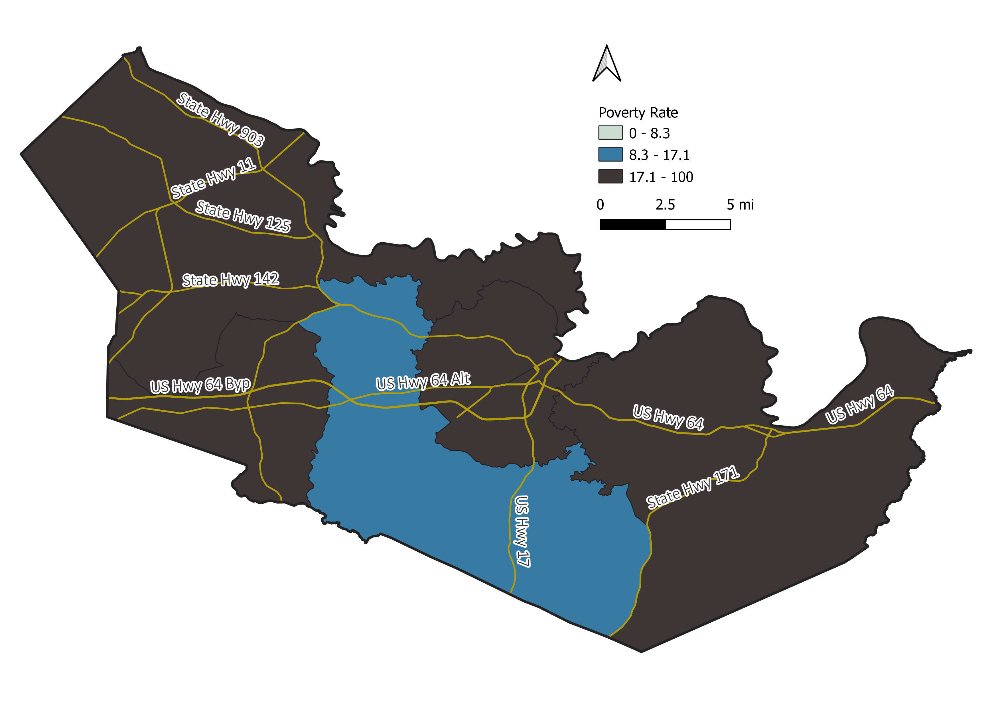 State Hwy 903
Poverty Rate
0 - 8.3
8.3 - 17.1
17.1 - 100
State Hwy 11
0 2.5 5 mi
State Hwy 125
State Hwy 142
US Hwy 64 Byp
US Hwy 64 Alt
US Hwy 64
US Hwy 64
State Hwy 171
US Hwy 17